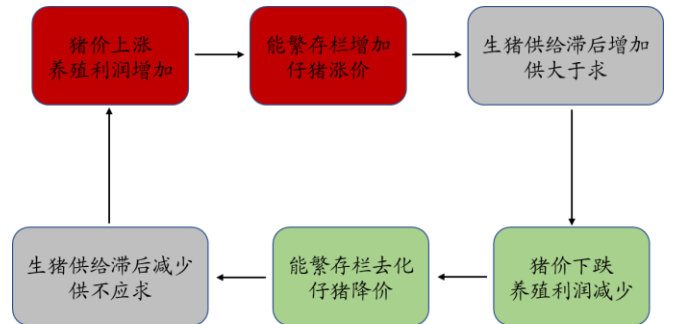 猪价上涨
养殖利润增加
能繁存栏增加
仔猪涨价
生猪供给滞后增加
供大于求
猪价下跌
养殖利润减少
能繁存栏去化
仔猪降价
生猪供给滞后减少
供不应求